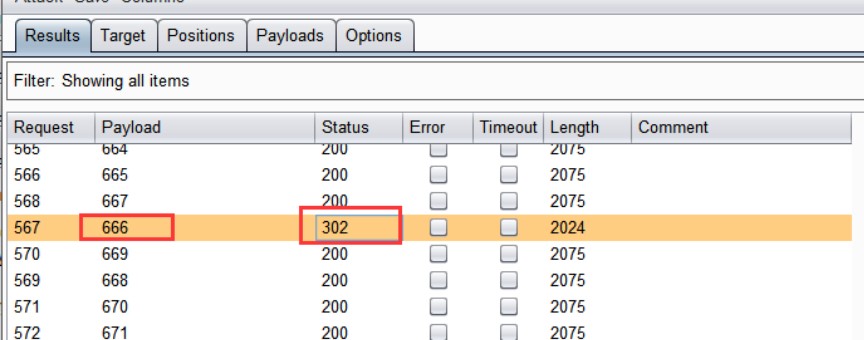 Attack Save Columns
Results Target Positions Payloads Options
Filter: Showing all items
Request Payload Status Error Timeout Length Comment
565 664 200 2075
566 665 200 2075
568 667 200 2075
567 666 302 2024
570 669 200 2075
569 668 200 2075
571 670 200 2075
572 671 200 2075